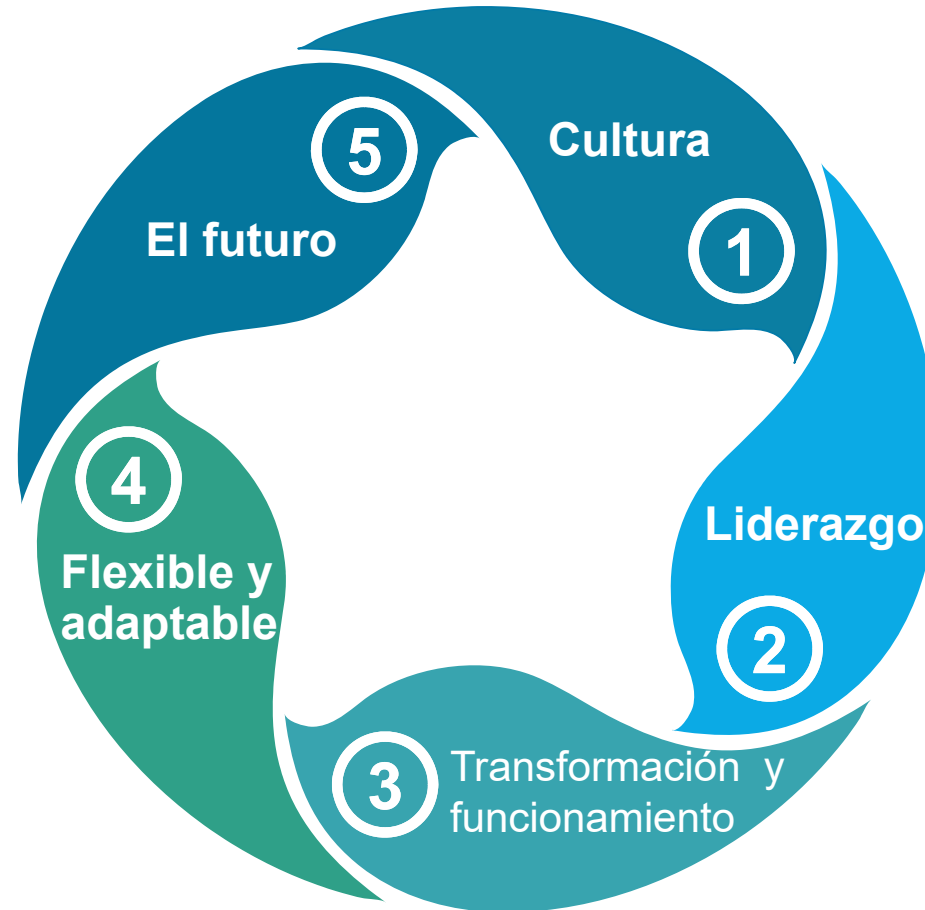 Cultura
1
Liderazgo
2
3
Transformación y
funcionamiento
4
Flexible y
adaptable
5
El futuro